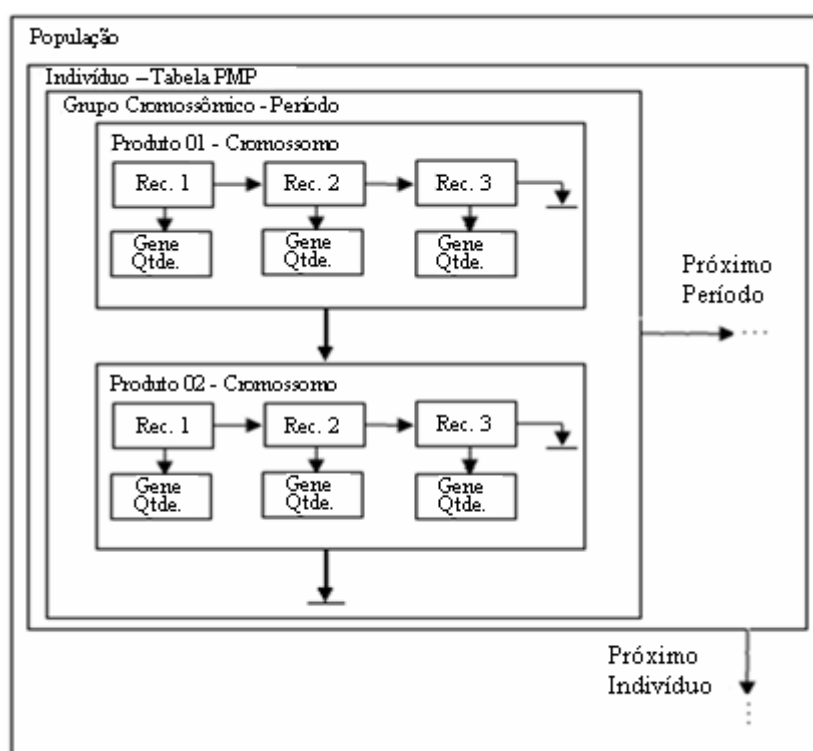 População
Indivíduo – Tabela PMP
Grupo Cromossômico - Período
Produto 01 - Cromossomo
Rec. 1
Rec. 2
Rec. 3
Gene
Qtde.
Gene
Qtde.
Gene
Qtde.
Próximo
Período
...
Produto 02 - Cromossomo
Rec. 1
Rec. 2
Rec. 3
Gene
Qtde.
Gene
Qtde.
Gene
Qtde.
Próximo
Indivíduo
...